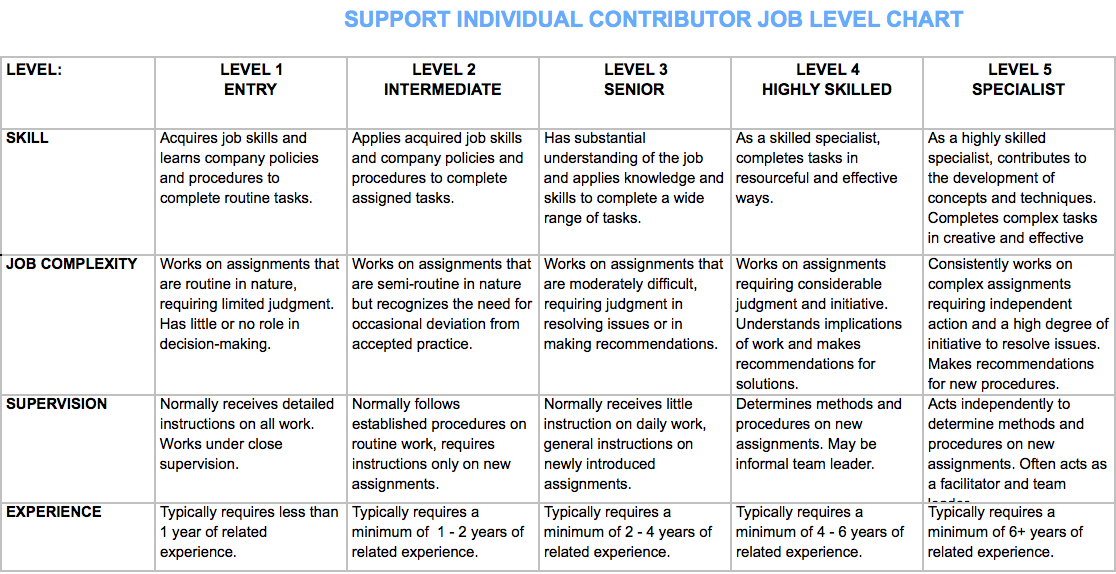 SUPPORT INDIVIDUAL CONTRIBUTOR JOB LEVEL CHART
LEVEL:
LEVEL 1
ENTRY
LEVEL 2
INTERMEDIATE
LEVEL 3
SENIOR
LEVEL 4
HIGHLY SKILLED
LEVEL 5
SPECIALIST
SKILL
Acquires job skills and
learns company policies
and procedures to
complete routine tasks.
Applies acquired job skills
and company policies and
procedures to complete
assigned tasks.
Has substantial
understanding of the job
and applies knowledge and
skills to complete a wide
range of tasks.
As a skilled specialist,
completes tasks in
resourceful and effective
ways.
As a highly skilled
specialist, contributes to
the development of
concepts and techniques.
Completes complex tasks
in creative and effective
JOB COMPLEXITY
Works on assignments that
are routine in nature,
requiring limited judgment.
Has little or no role in
decision-making.
Works on assignments that
are semi-routine in nature
but recognizes the need for
occasional deviation from
accepted practice.
Works on assignments that
are moderately difficult,
requiring judgment in
resolving issues or in
making recommendations.
Works on assignments
requiring considerable
judgment and initiative.
Understands implications
of work and makes
recommendations for
solutions.
Consistently works on
complex assignments
requiring independent
action and a high degree of
initiative to resolve issues.
Makes recommendations
for new procedures.
SUPERVISION
Normally receives detailed
instructions on all work.
Works under close
supervision.
Normally follows
established procedures on
routine work, requires
instructions only on new
assignments.
Normally receives little
instruction on daily work,
general instructions on
newly introduced
assignments.
Determines methods and
procedures on new
assignments. May be
informal team leader.
Acts independently to
determine methods and
procedures on new
assignments. Often acts as
a facilitator and team
EXPERIENCE
Typically requires less than
1 year of related
experience.
Typically requires a
minimum of  1 - 2 years of
related experience.
Typically requires a
minimum of 2 - 4 years of
related experience.
Typically requires a
minimum of 4 - 6 years of
related experience.
Typically requires a
minimum of 6+ years of
related experience.